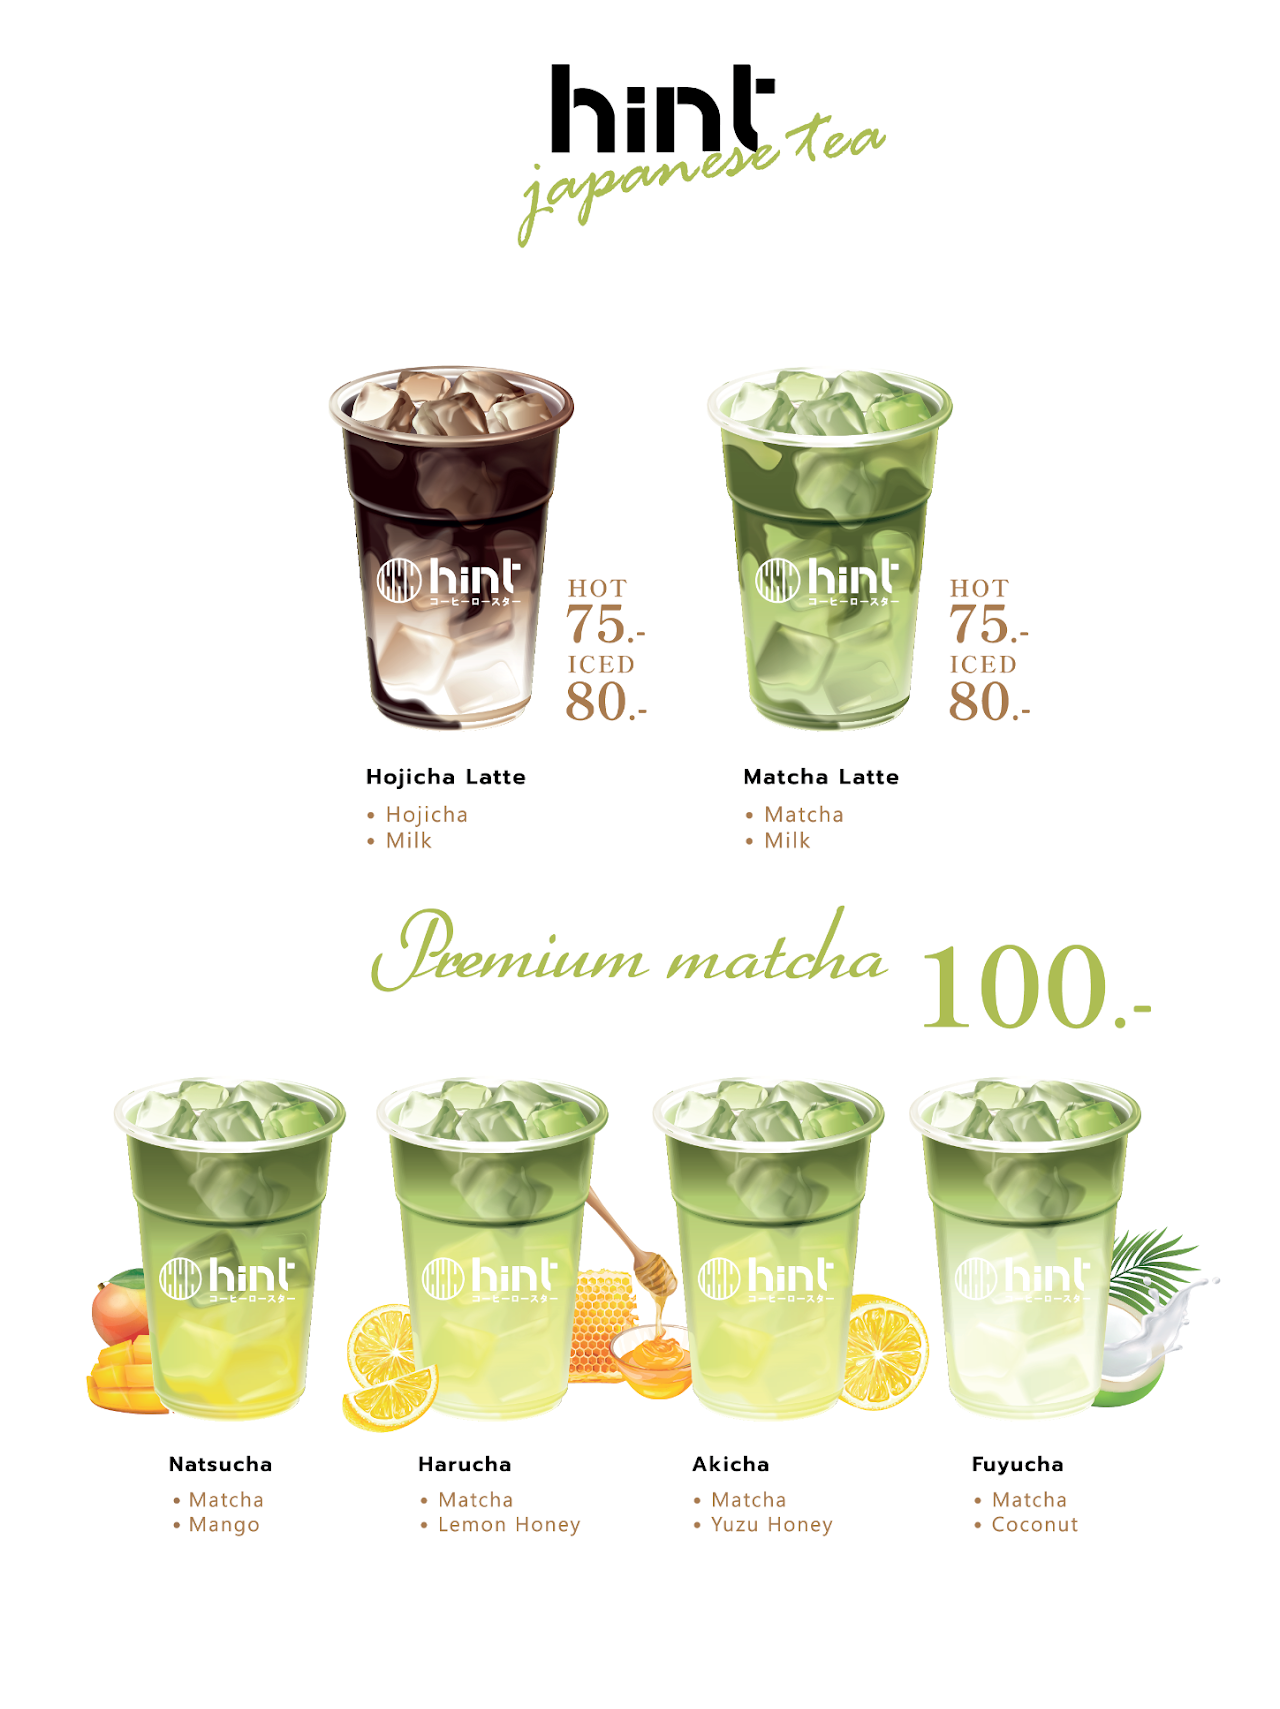 hint
japanese tea
hint
コーヒーロースター
HOT
75.-
ICED
80.-
hint
コーヒーロースター
HOT
75.-
ICED
80.-
Hojicha Latte
• Hojicha
• Milk
Matcha Latte
• Matcha
• Milk
Premium matcha 100.-
hint
コーヒーロースター
hint
コーヒーロースター
hint
コーヒーロースター
hint
コーヒーロースター
Natsucha
• Matcha
• Mango
Harucha
• Matcha
• Lemon Honey
Akicha
• Matcha
• Yuzu Honey
Fuyucha
• Matcha
• Coconut